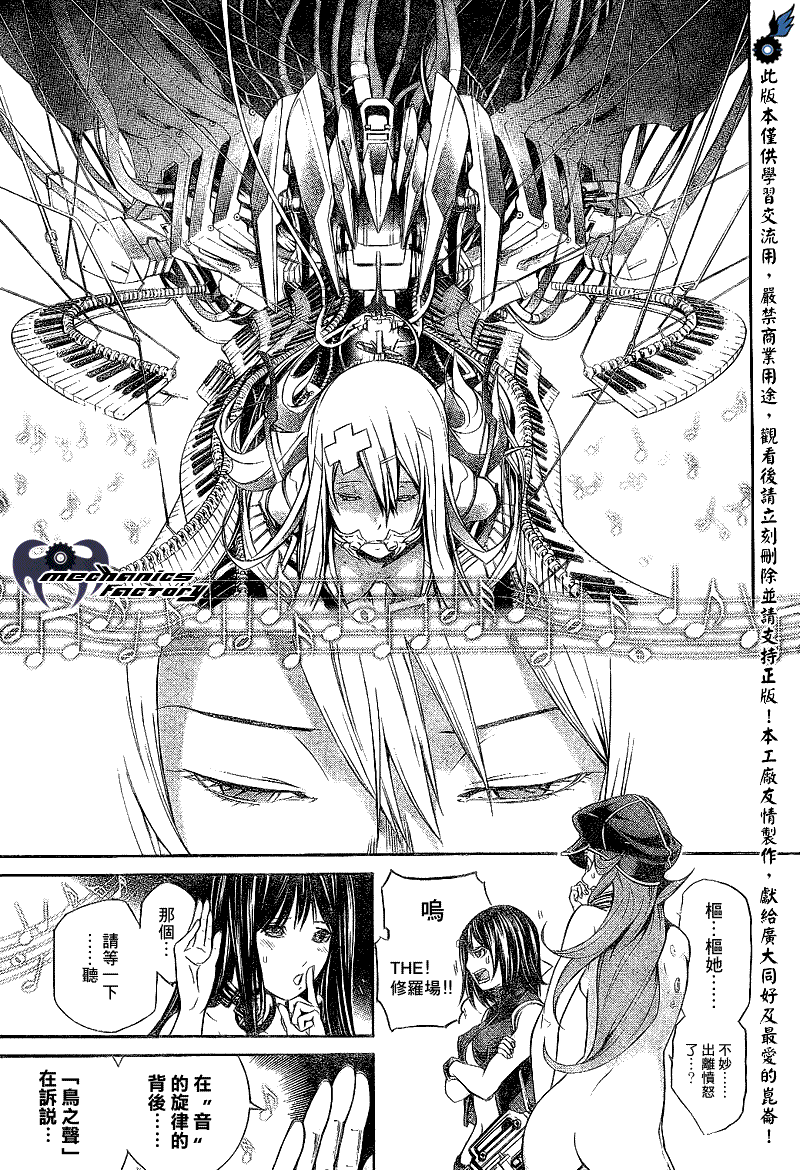 此版本僅供學習交流用，嚴禁商業用途，觀看後請立刻刪除並請支持正版！本工廠友情製作，獻給廣大同好及最愛的崑崙！
mechanics
Factory
樞…樞她……
不妙……
出離憤怒
了…？
嗚
THE！
修羅場!!
那個…
請等一下
……聽
在〝音〞
的旋律的
背後……
「鳥之聲」
在訴説…